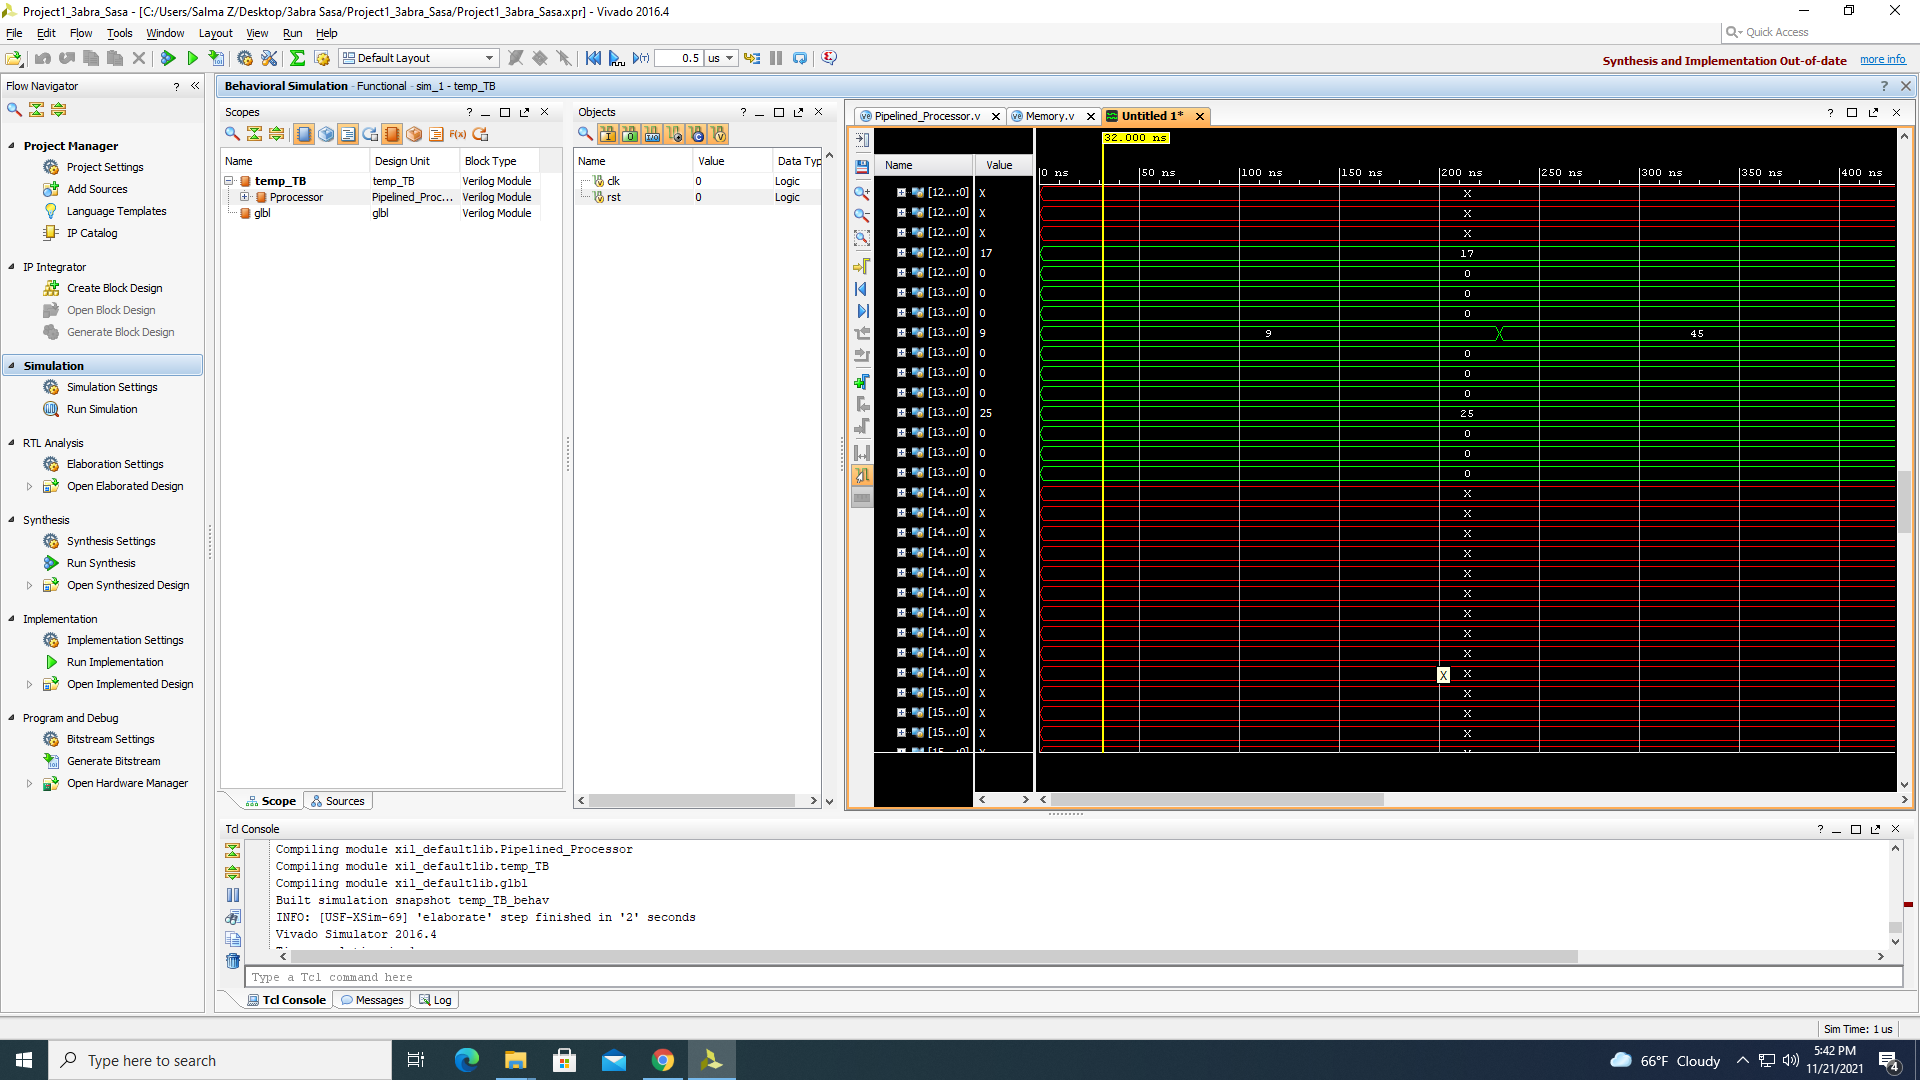 Project1_3abra_Sasa - [C:/Users/Salma Z/Desktop/3abra Sasa/Project1_3abra_Sasa/Project1_3abra_Sasa.xpr] - Vivado 2016.4
File Edit Flow Tools Window Layout View Run Help
Quick Access
Default Layout
0.5 us
Synthesis and Implementation Out-of-date more info
Flow Navigator
Project Manager
Project Settings
Add Sources
Language Templates
IP Catalog
IP Integrator
Create Block Design
Open Block Design
Generate Block Design
Simulation
Simulation Settings
Run Simulation
RTL Analysis
Elaboration Settings
Open Elaborated Design
Synthesis
Synthesis Settings
Run Synthesis
Open Synthesized Design
Implementation
Implementation Settings
Run Implementation
Open Implemented Design
Program and Debug
Bitstream Settings
Generate Bitstream
Open Hardware Manager
Behavioral Simulation - Functional - sim_1 - temp_TB
Scopes
Name Design Unit Block Type
temp_TB temp_TB Verilog Module
Pprocessor Pipelined_Proc... Verilog Module
glbl glbl Verilog Module
Scope Sources
Objects
Name Value Data Typ
clk 0 Logic
rst 0 Logic
Pipelined_Processor.v Memory.v Untitled 1*
32.000 ns
Name Value
0 ns 50 ns 100 ns 150 ns 200 ns 250 ns 300 ns 350 ns 400 ns
[12...:0] X X
[12...:0] X X
[12...:0] X X
[12...:0] 17 17
[12...:0] 0 0
[13...:0] 0 0
[13...:0] 0 0
[13...:0] 9 9 45
[13...:0] 0 0
[13...:0] 0 0
[13...:0] 0 0
[13...:0] 25 25
[13...:0] 0 0
[13...:0] 0 0
[13...:0] 0 0
[14...:0] X X
[14...:0] X X
[14...:0] X X
[14...:0] X X
[14...:0] X X
[14...:0] X X
[14...:0] X X
[14...:0] X X
[14...:0] X X
[14...:0] X X X
[15...:0] X X
[15...:0] X X
[15...:0] X X
Tcl Console
Compiling module xil_defaultlib.Pipelined_Processor
Compiling module xil_defaultlib.temp_TB
Compiling module xil_defaultlib.glbl
Built simulation snapshot temp_TB_behav
INFO: [USF-XSim-69] 'elaborate' step finished in '2' seconds
Vivado Simulator 2016.4
Type a Tcl command here
Tcl Console Messages Log
Sim Time: 1 us
Type here to search
66°F Cloudy
5:42 PM
11/21/2021
4